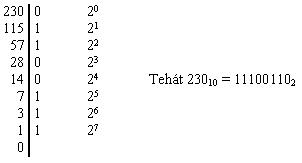 230 0 2⁰
115 1 2¹
57 1 2²
28 0 2³
14 0 2⁴ Tehát 230₁₀ = 11100110₂
7 1 2⁵
3 1 2⁶
1 1 2⁷
0